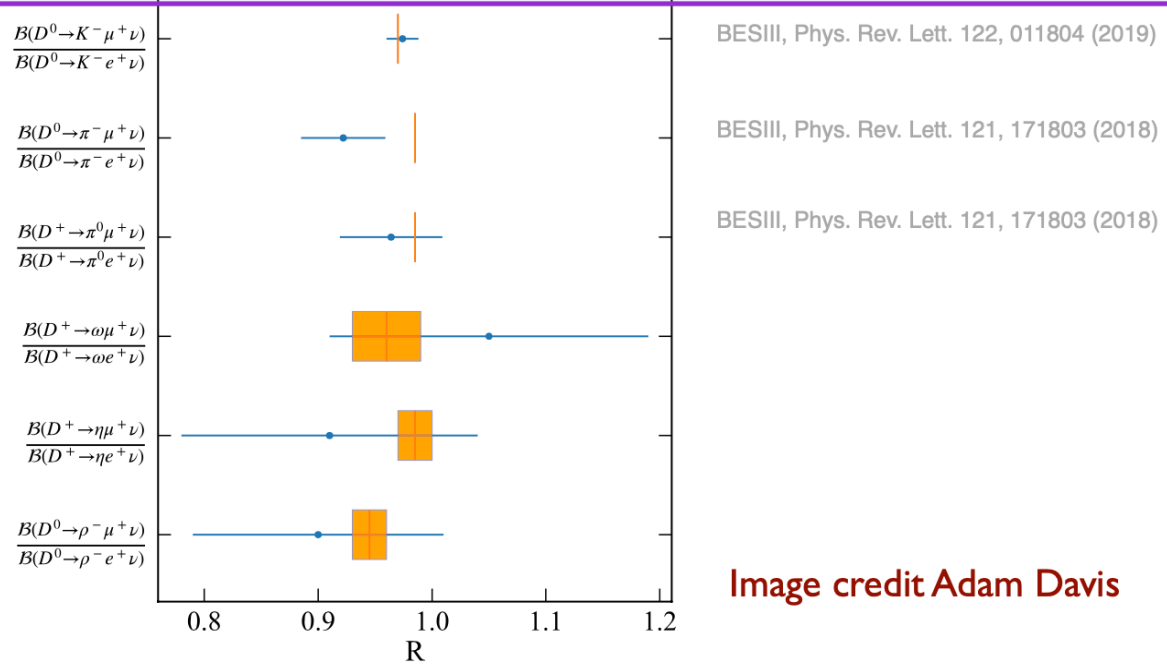 ℬ(D⁰→K⁻μ⁺ν)
ℬ(D⁰→K⁻e⁺ν)
BESIII, Phys. Rev. Lett. 122, 011804 (2019)
ℬ(D⁰→π⁻μ⁺ν)
ℬ(D⁰→π⁻e⁺ν)
BESIII, Phys. Rev. Lett. 121, 171803 (2018)
ℬ(D⁺→π⁰μ⁺ν)
ℬ(D⁺→π⁰e⁺ν)
BESIII, Phys. Rev. Lett. 121, 171803 (2018)
ℬ(D⁺→ωμ⁺ν)
ℬ(D⁺→ωe⁺ν)
ℬ(D⁺→ημ⁺ν)
ℬ(D⁺→ηe⁺ν)
ℬ(D⁰→ρ⁻μ⁺ν)
ℬ(D⁰→ρ⁻e⁺ν)
Image credit Adam Davis
0.8 0.9 1.0 1.1 1.2
R